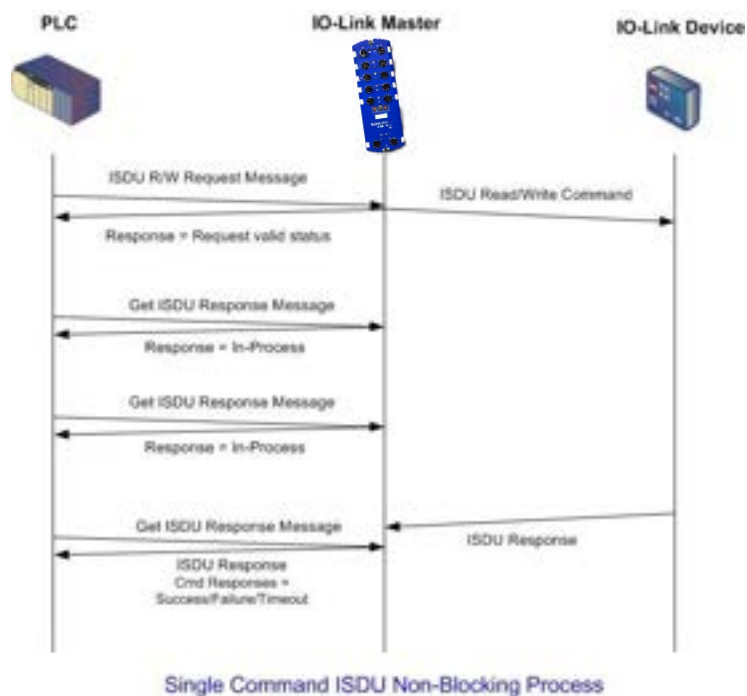 PLC
IO-Link Master
IO-Link Device
ISDU R/W Request Message
ISDU Read/Write Command
Response = Request valid status
Get ISDU Response Message
Response = In-Process
Get ISDU Response Message
Response = In-Process
Get ISDU Response Message
ISDU Response
ISDU Response
Cmd Responses =
Success/Failure/Timeout
Single Command ISDU Non-Blocking Process